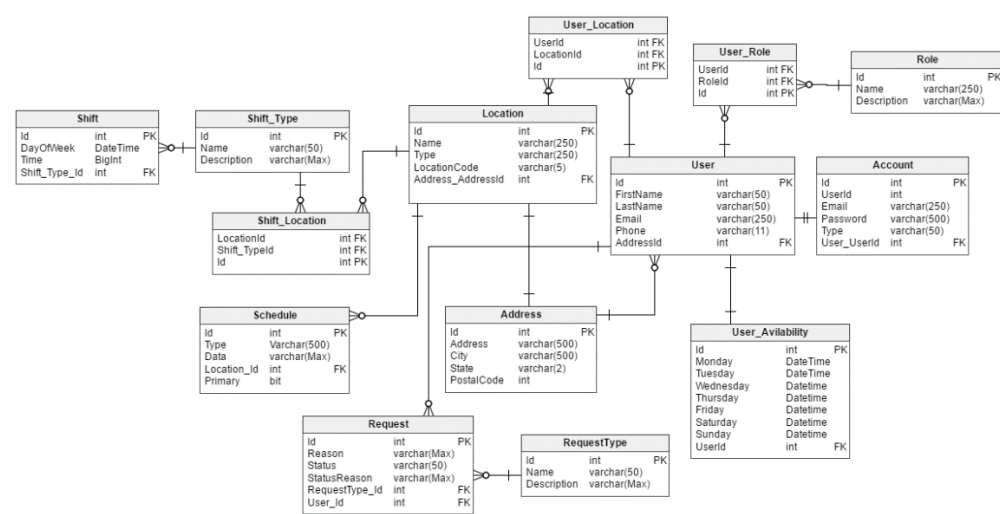 User_Location
UserId int FK
LocationId int FK
Id int PK
User_Role
UserId int FK
RoleId int FK
Id int PK
Role
Id int PK
Name varchar(250)
Description varchar(Max)
Shift
Id int PK
DayOfWeek DateTime
Time BigInt
Shift_Type_Id int FK
Shift_Type
Id int PK
Name varchar(50)
Description varchar(Max)
Location
Id int PK
Name varchar(250)
Type varchar(250)
LocationCode varchar(5)
Address_AddressId int FK
User
Id int PK
FirstName varchar(50)
LastName varchar(50)
Email varchar(250)
Phone varchar(11)
AddressId int FK
Account
Id int PK
UserId int
Email varchar(250)
Password varchar(500)
Type varchar(50)
User_UserId int FK
Shift_Location
LocationId int FK
Shift_TypeId int FK
Id int PK
Schedule
Id int PK
Type Varchar(500)
Data varchar(Max)
Location_Id int FK
Primary bit
Address
Id int PK
Address varchar(500)
City varchar(500)
State varchar(2)
PostalCode int
User_Avilability
Id int PK
Monday DateTime
Tuesday DateTime
Wednesday Datetime
Thursday Datetime
Friday Datetime
Saturday Datetime
Sunday Datetime
UserId int FK
Request
Id int PK
Reason varchar(Max)
Status varchar(50)
StatusReason varchar(Max)
RequestType_Id int FK
User_Id int FK
RequestType
Id int PK
Name varchar(50)
Description varchar(Max)